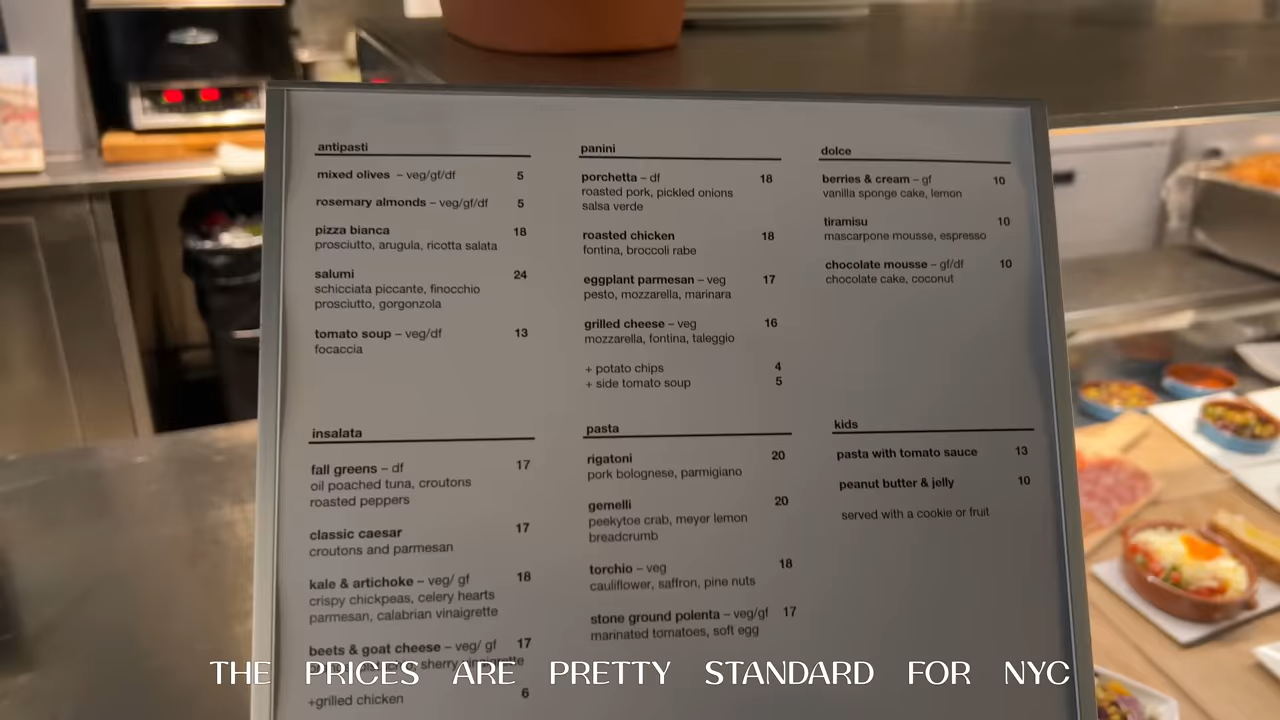 antipasti
mixed olives – veg/gf/df 5
rosemary almonds – veg/gf/df 5
pizza bianca 18
prosciutto, arugula, ricotta salata
salumi 24
schicciata piccante, finocchio
prosciutto, gorgonzola
tomato soup – veg/df 13
focaccia
panini
porchetta – df 18
roasted pork, pickled onions
salsa verde
roasted chicken 18
fontina, broccoli rabe
eggplant parmesan – veg 17
pesto, mozzarella, marinara
grilled cheese – veg 16
mozzarella, fontina, taleggio
+ potato chips 4
+ side tomato soup 5
dolce
berries & cream – gf 10
vanilla sponge cake, lemon
tiramisu 10
mascarpone mousse, espresso
chocolate mousse – gf/df 10
chocolate cake, coconut
insalata
fall greens – df 17
oil poached tuna, croutons
roasted peppers
classic caesar 17
croutons and parmesan
kale & artichoke – veg/ gf 18
crispy chickpeas, celery hearts
parmesan, calabrian vinaigrette
beets & goat cheese – veg/ gf 17
sherry vinaigrette
+grilled chicken 6
pasta
rigatoni 20
pork bolognese, parmigiano
gemelli 20
peekytoe crab, meyer lemon
breadcrumb
torchio – veg 18
cauliflower, saffron, pine nuts
stone ground polenta – veg/gf 17
marinated tomatoes, soft egg
kids
pasta with tomato sauce 13
peanut butter & jelly 10
served with a cookie or fruit
THE PRICES ARE PRETTY STANDARD FOR NYC